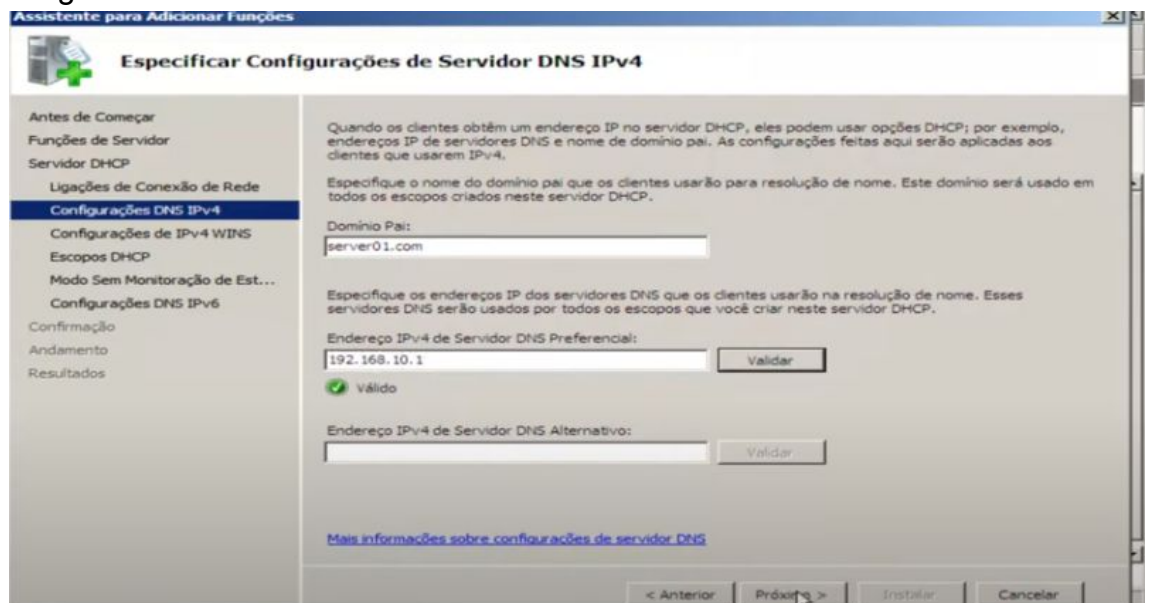 Assistente para Adicionar Funções
Especificar Configurações de Servidor DNS IPv4
Antes de Começar
Funções de Servidor
Servidor DHCP
Ligações de Conexão de Rede
Configurações DNS IPv4
Configurações de IPv4 WINS
Escopos DHCP
Modo Sem Monitoração de Est...
Configurações DNS IPv6
Confirmação
Andamento
Resultados
Quando os clientes obtêm um endereço IP no servidor DHCP, eles podem usar opções DHCP; por exemplo,
endereços IP de servidores DNS e nome de domínio pai. As configurações feitas aqui serão aplicadas aos
clientes que usarem IPv4.
Especifique o nome do domínio pai que os clientes usarão para resolução de nome. Este domínio será usado em
todos os escopos criados neste servidor DHCP.
Domínio Pai:
server01.com
Especifique os endereços IP dos servidores DNS que os clientes usarão na resolução de nome. Esses
servidores DNS serão usados por todos os escopos que você criar neste servidor DHCP.
Endereço IPv4 de Servidor DNS Preferencial:
192.168.10.1 Validar
Válido
Endereço IPv4 de Servidor DNS Alternativo:
Validar
Mais informações sobre configurações de servidor DNS
< Anterior Próximo > Instalar Cancelar